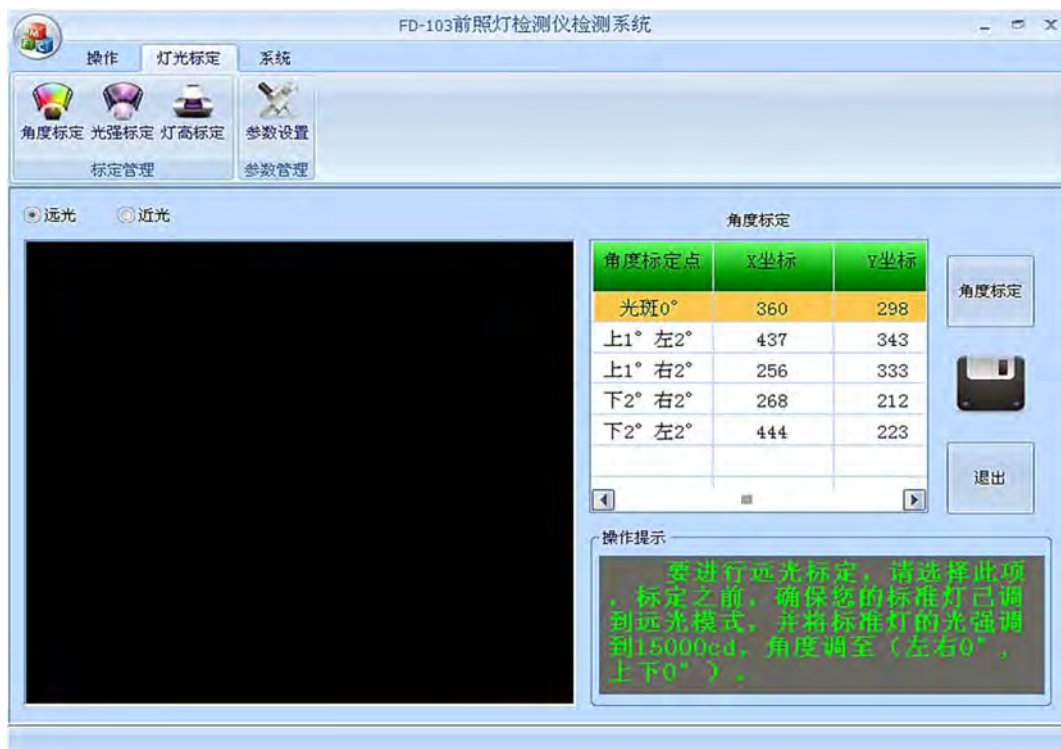 FD-103前照灯检测仪检测系统
操作 灯光标定 系统
角度标定 光强标定 灯高标定 参数设置
标定管理 参数管理
远光 近光
角度标定
角度标定点 X坐标 Y坐标
光斑0° 360 298
上1° 左2° 437 343
上1° 右2° 256 333
下2° 右2° 268 212
下2° 左2° 444 223
角度标定
退出
操作提示
要进行远光标定，请选择此项
，标定之前，确保您的标准灯已调
到远光模式，并将标准灯的光强调
到15000cd，角度调至（左右0°，
上下0°）．